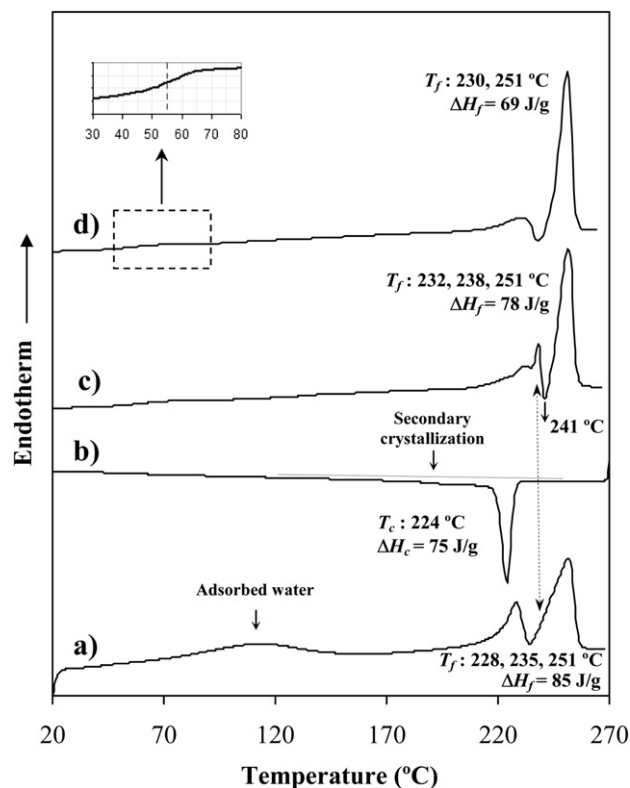 30 40 50 60 70 80
T_f : 230, 251 ºC
ΔH_f = 69 J/g
d)
T_f : 232, 238, 251 ºC
ΔH_f = 78 J/g
c)
241 ºC
Secondary
crystallization
b)
T_c : 224 ºC
ΔH_c = 75 J/g
Adsorbed water
a)
T_f : 228, 235, 251 ºC
ΔH_f = 85 J/g
Endotherm
20 70 120 170 220 270
Temperature (ºC)